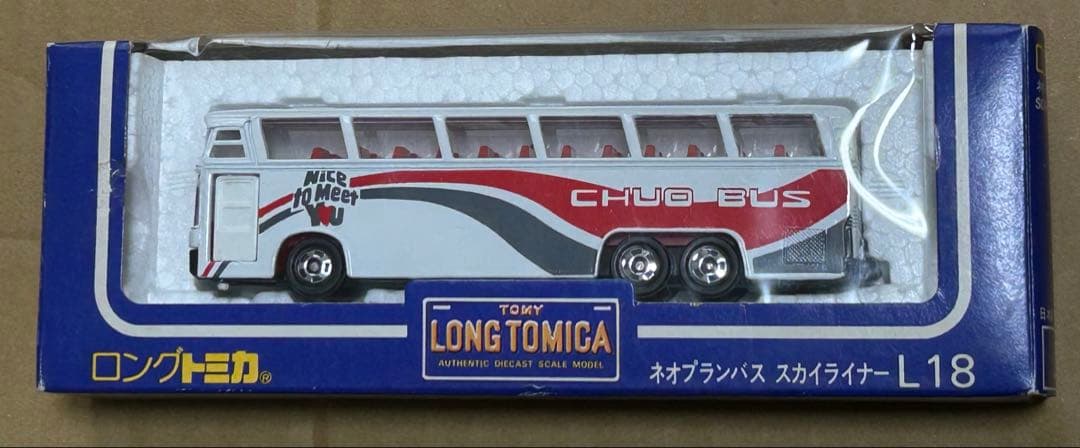 Nice
to Meet
You
CHUO BUS
TOMY
LONG TOMICA
AUTHENTIC DIECAST SCALE MODEL
ロングトミカ®
ネオプランバス スカイライナー L18